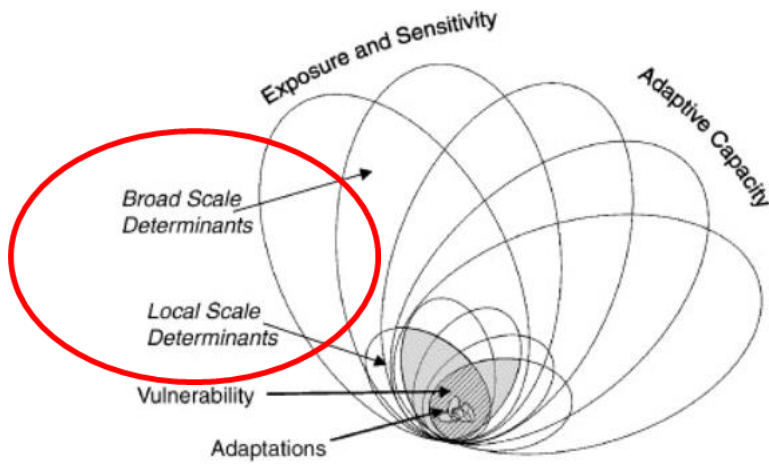 Exposure and Sensitivity
Adaptive Capacity
Broad Scale
Determinants
Local Scale
Determinants
Vulnerability
Adaptations